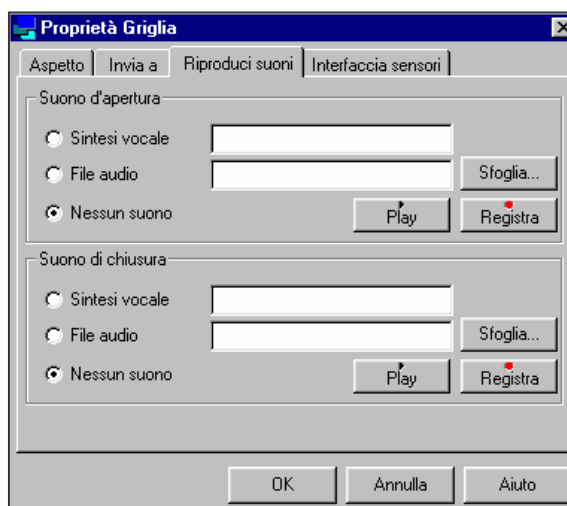 Proprietà Griglia
Aspetto Invia a Riproduci suoni Interfaccia sensori
Suono d'apertura
Sintesi vocale
File audio Sfoglia...
Nessun suono Play Registra
Suono di chiusura
Sintesi vocale
File audio Sfoglia...
Nessun suono Play Registra
OK Annulla Aiuto